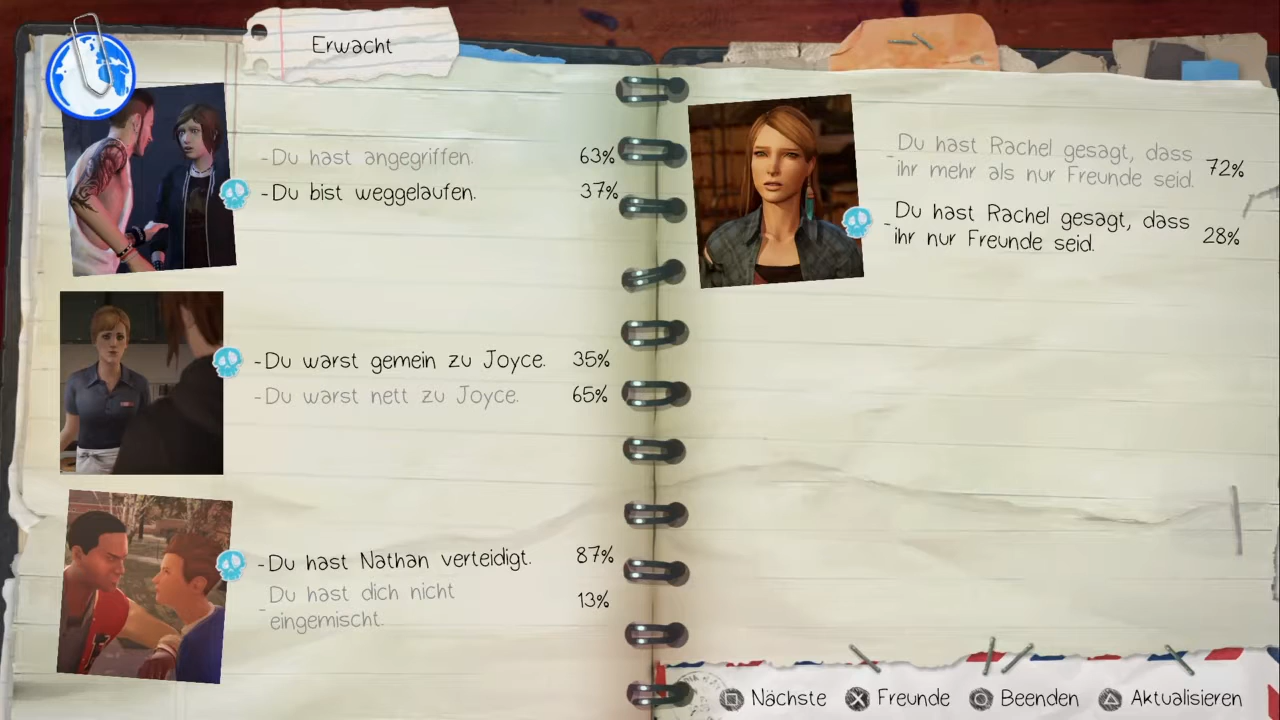 Erwacht
-Du hast angegriffen. 63%
-Du bist weggelaufen. 37%
-Du warst gemein zu Joyce. 35%
-Du warst nett zu Joyce. 65%
-Du hast Nathan verteidigt. 87%
-Du hast dich nicht
eingemischt. 13%
-Du hast Rachel gesagt, dass
ihr mehr als nur Freunde seid. 72%
-Du hast Rachel gesagt, dass
ihr nur Freunde seid. 28%
Nächste Freunde Beenden Aktualisieren